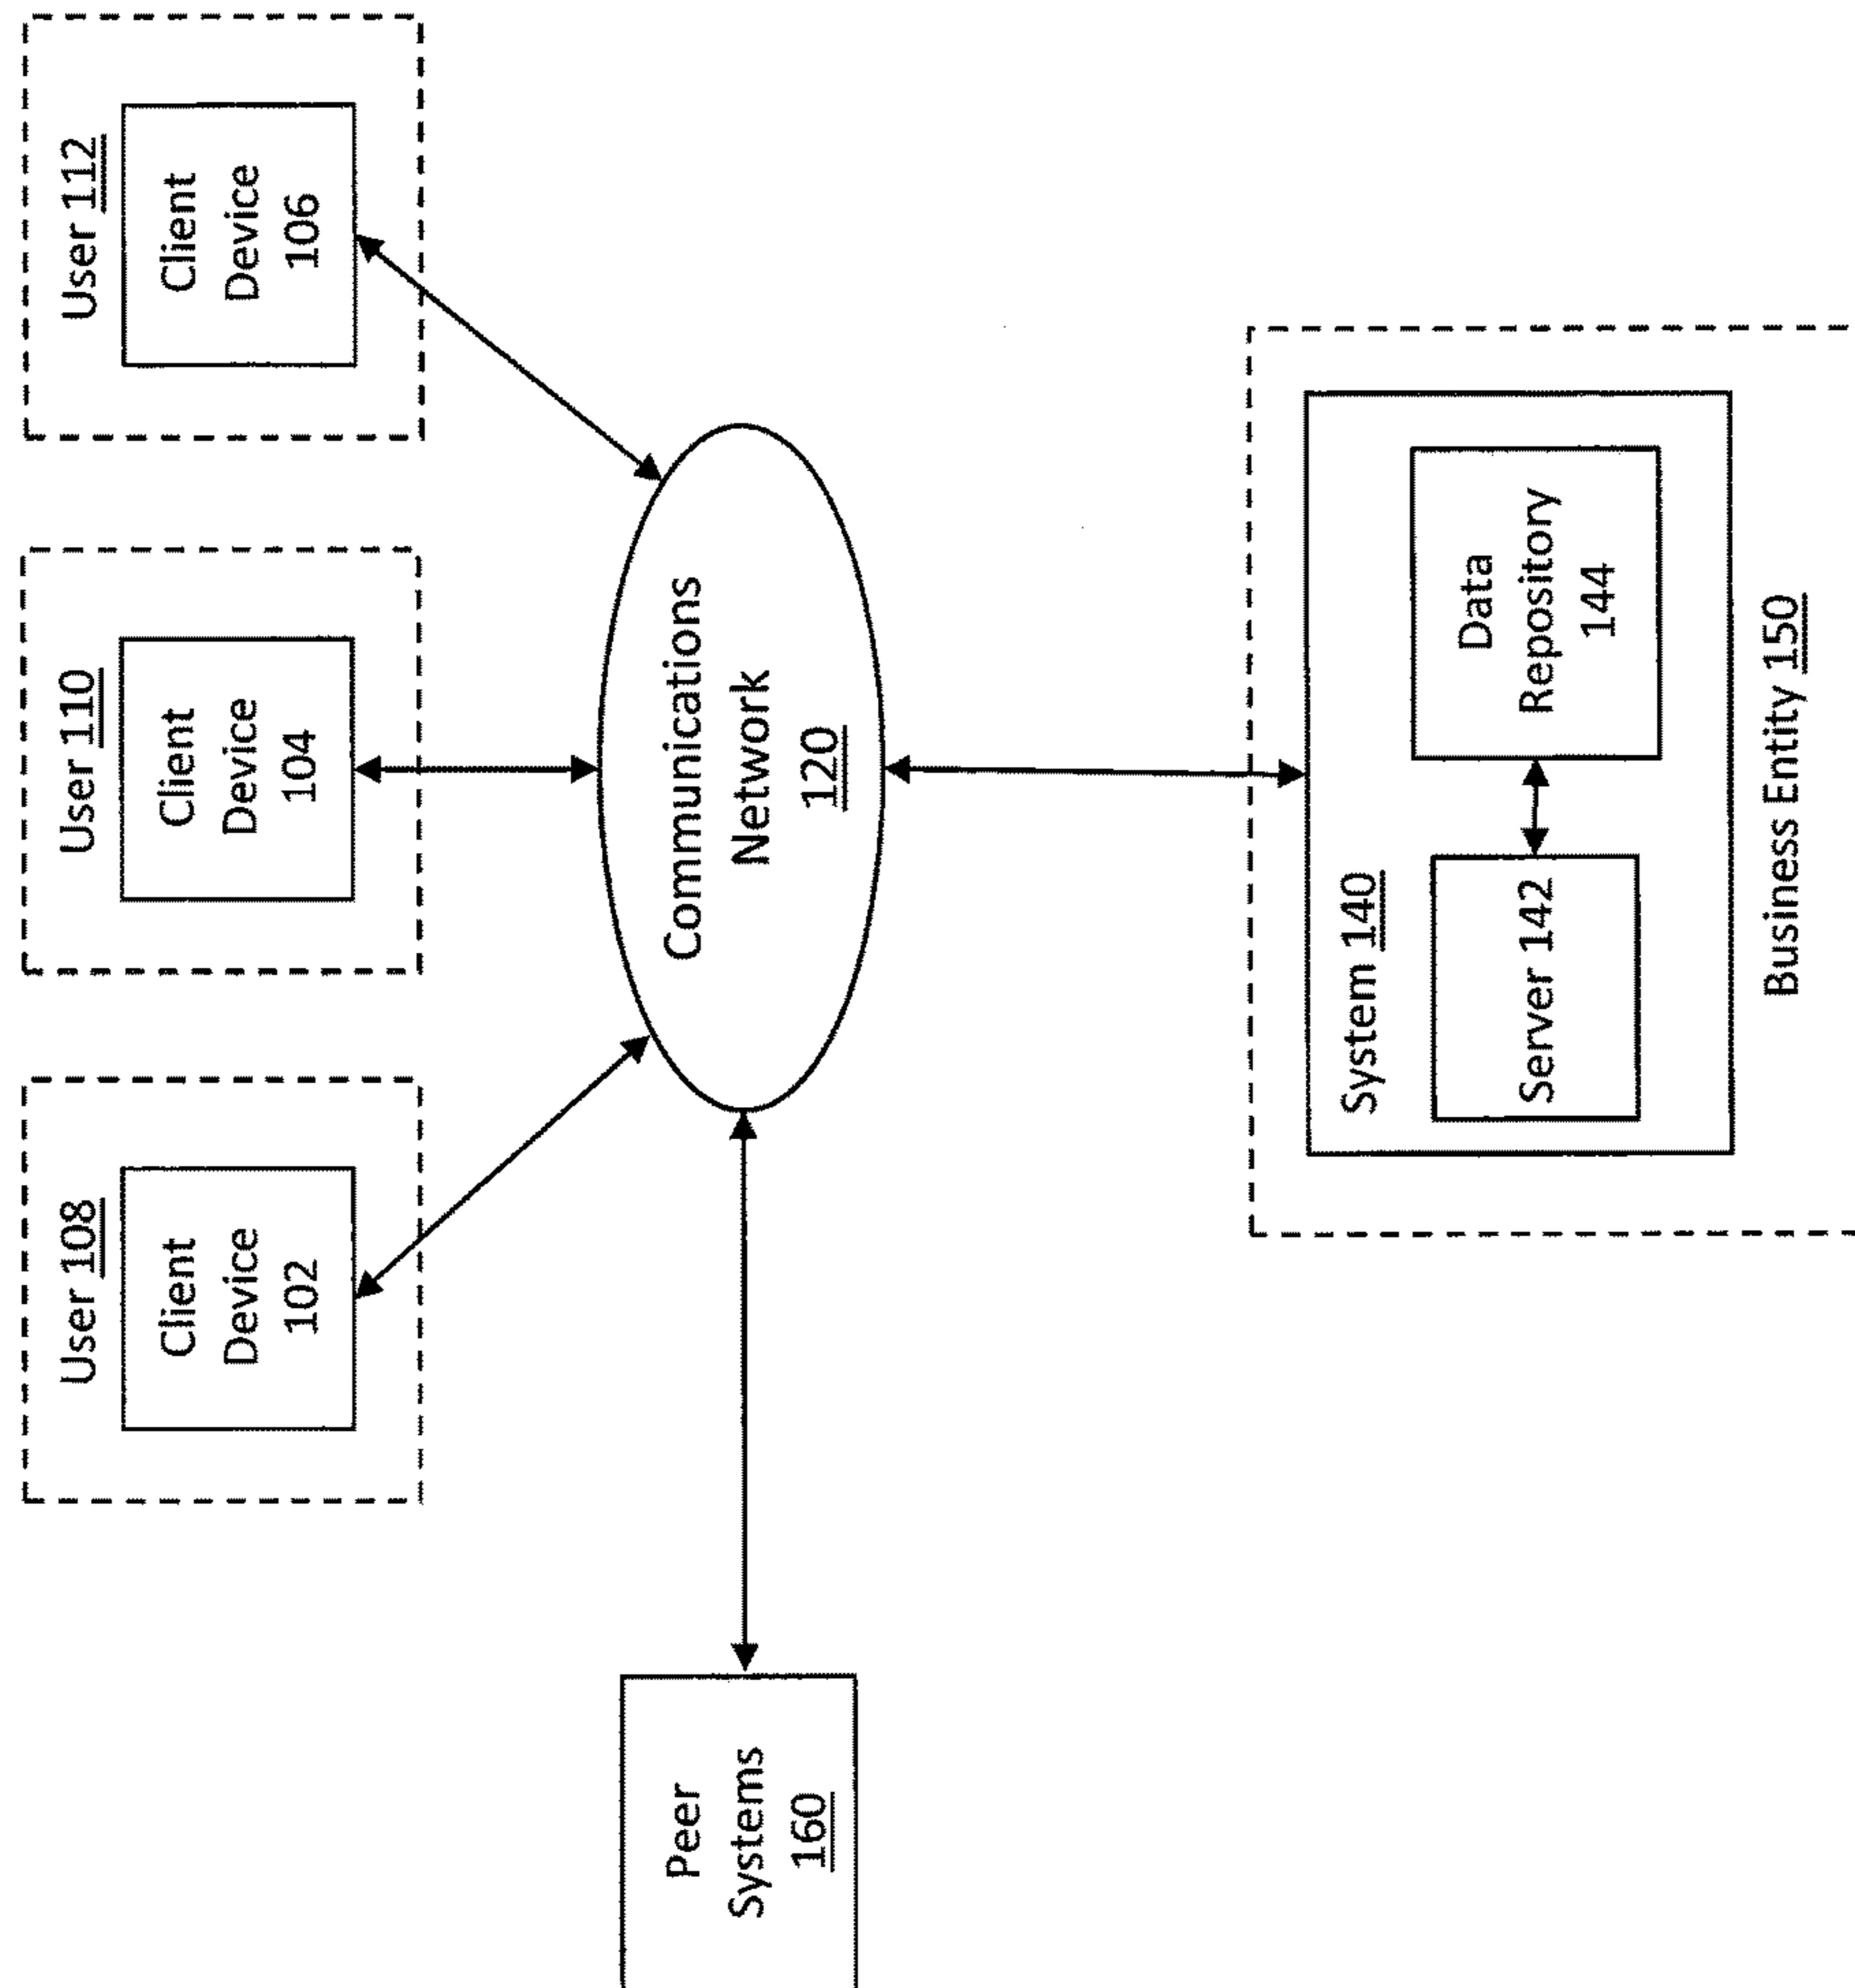 User 108
Client
Device
102
User 110
Client
Device
104
User 112
Client
Device
106
Peer
Systems
160
Communications
Network
120
System 140
Server 142
Data
Repository
144
Business Entity 150